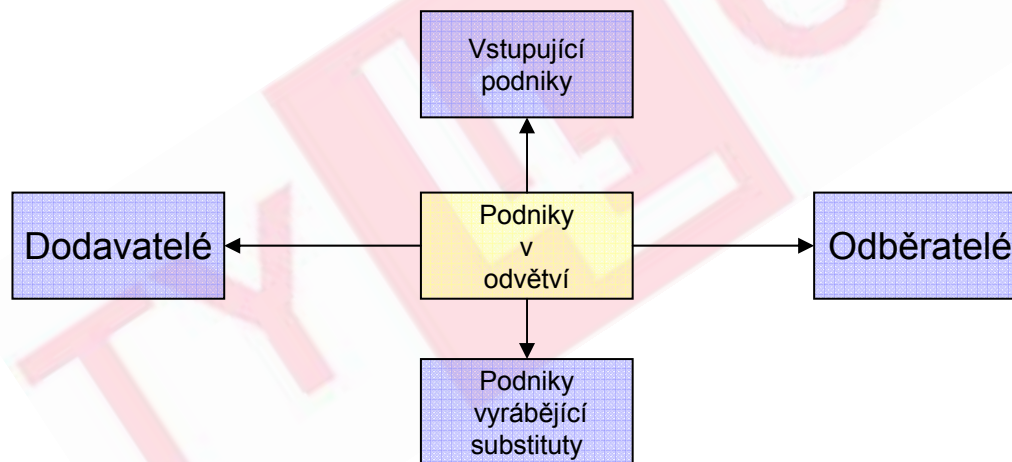 Vstupující
podniky
Dodavatelé
Podniky
v
odvětví
Odběratelé
Podniky
vyrábějící
substituty